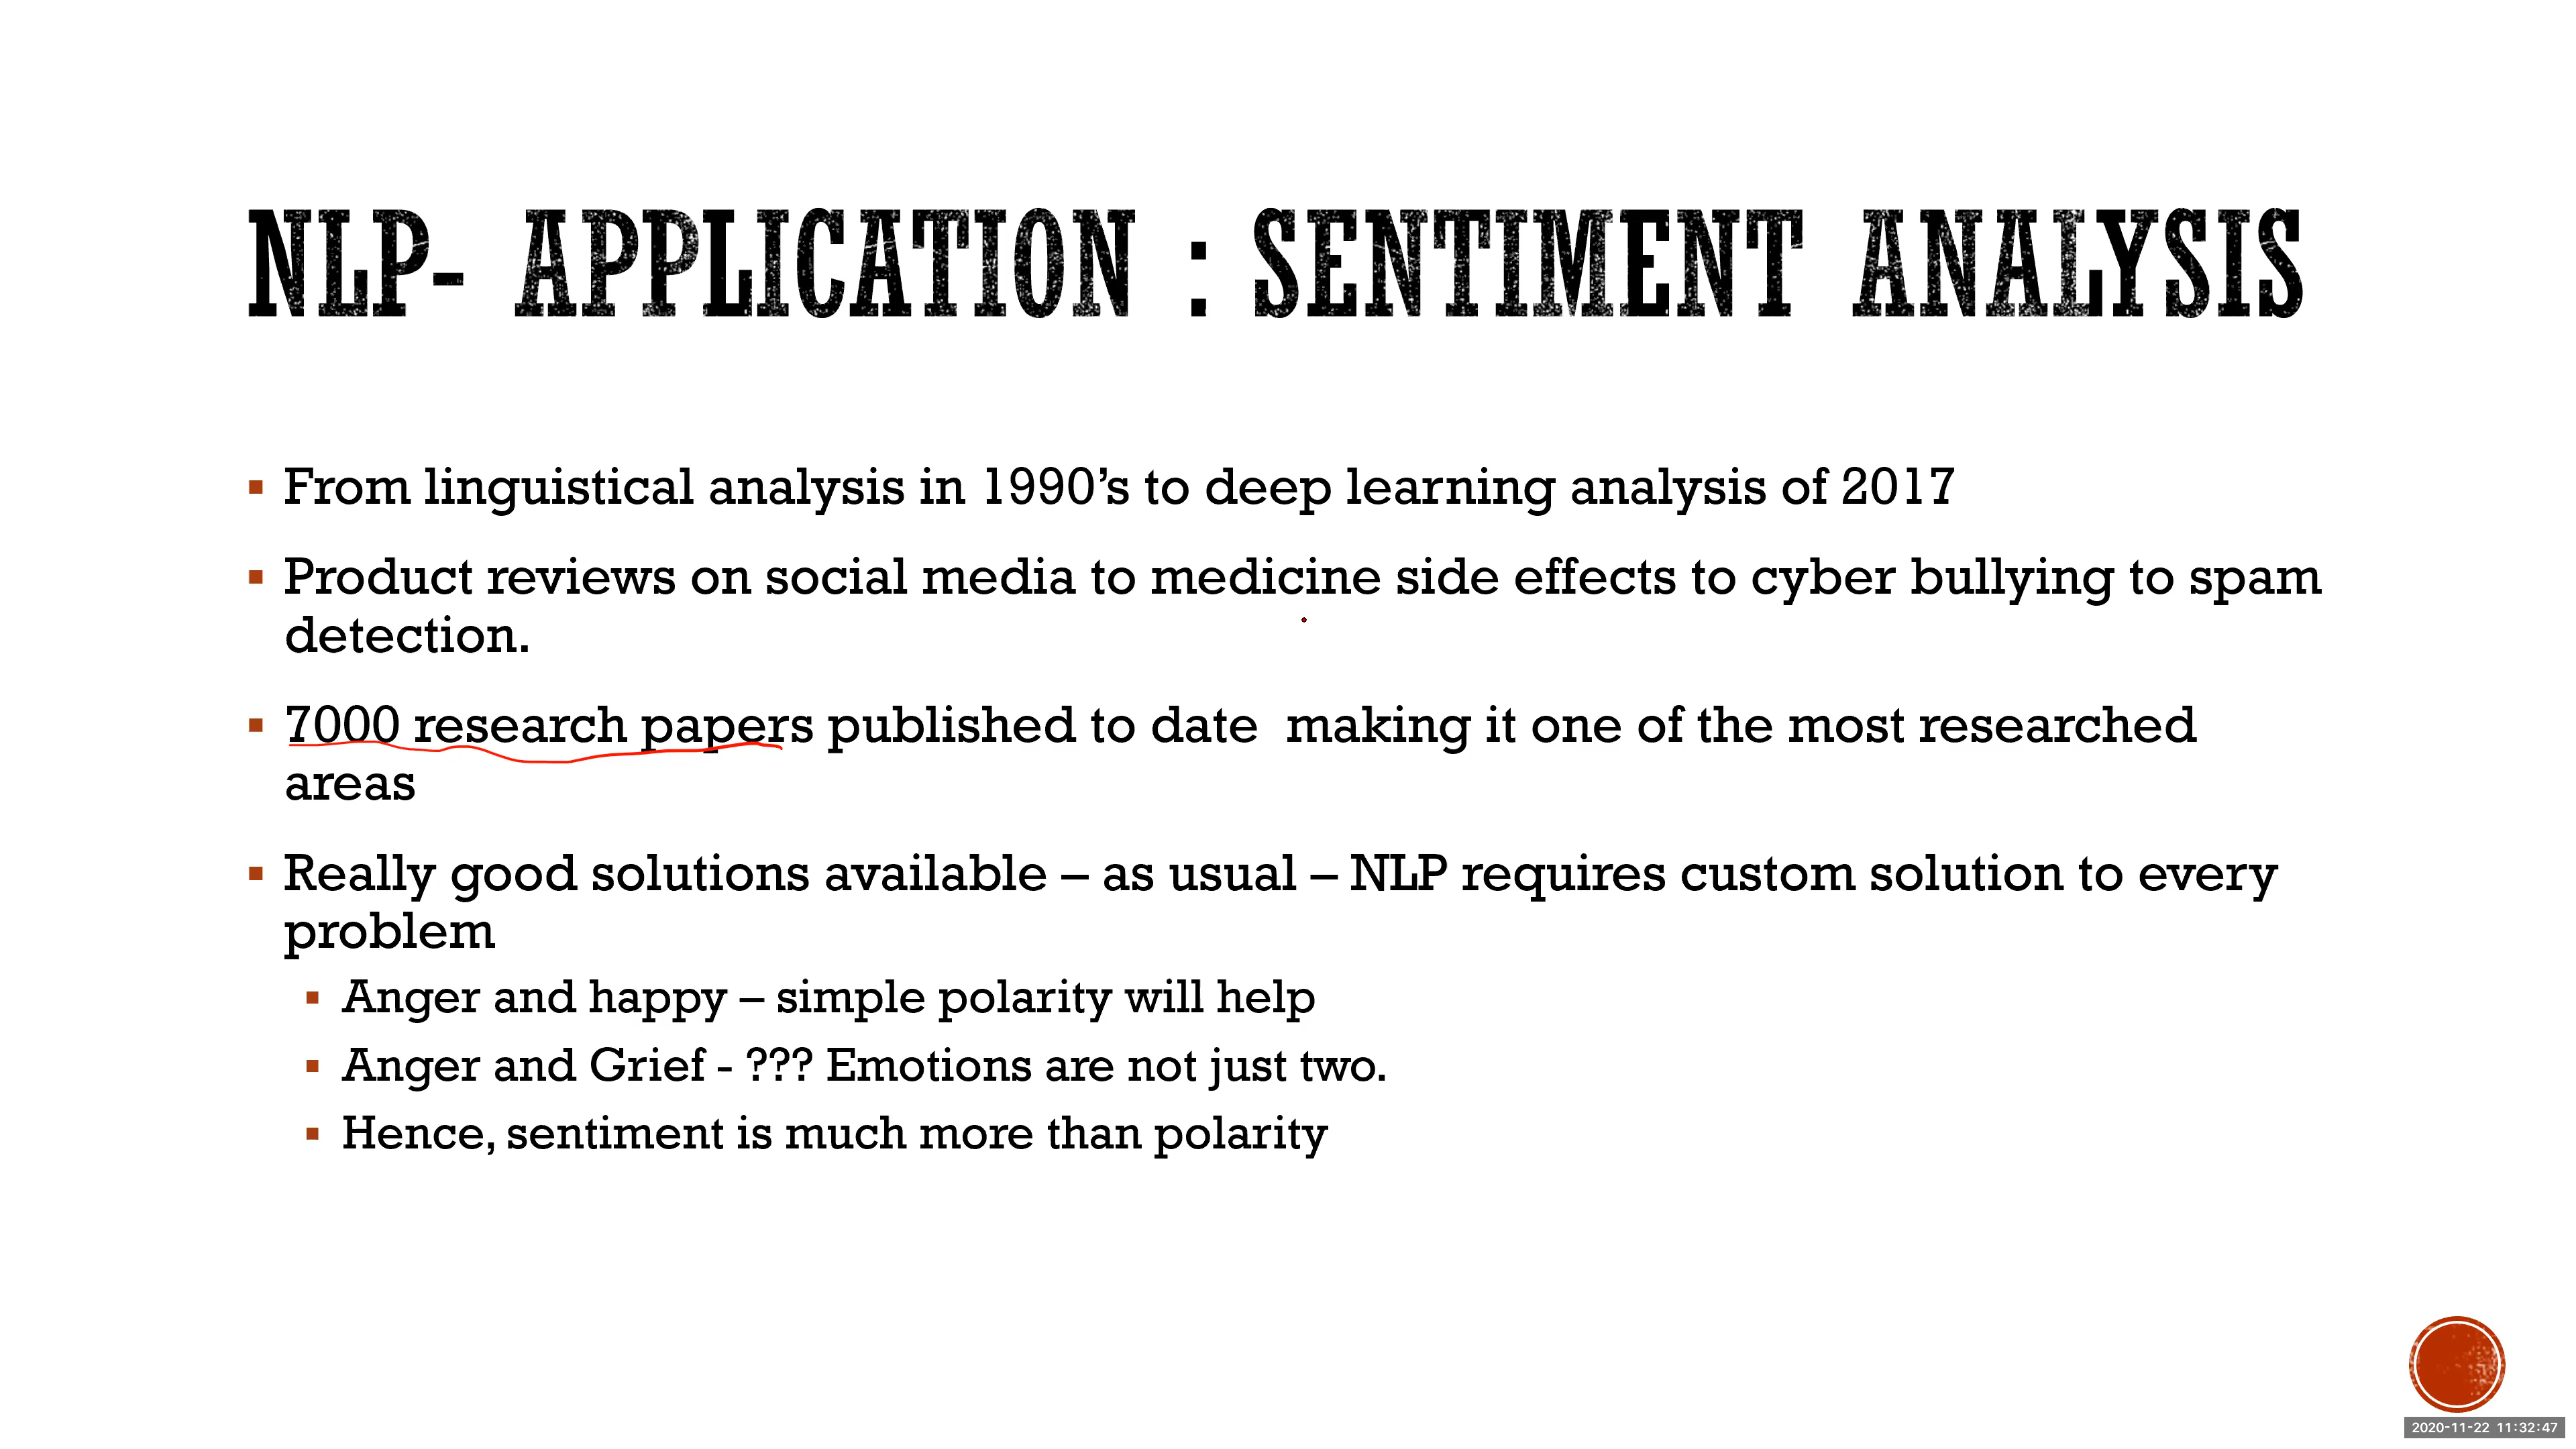 NLP- APPLICATION : SENTIMENT ANALYSIS
From linguistical analysis in 1990’s to deep learning analysis of 2017
Product reviews on social media to medicine side effects to cyber bullying to spam
detection.
7000 research papers published to date  making it one of the most researched
areas
Really good solutions available – as usual – NLP requires custom solution to every
problem
Anger and happy – simple polarity will help
Anger and Grief - ??? Emotions are not just two.
Hence, sentiment is much more than polarity
2020-11-22 11:32:47